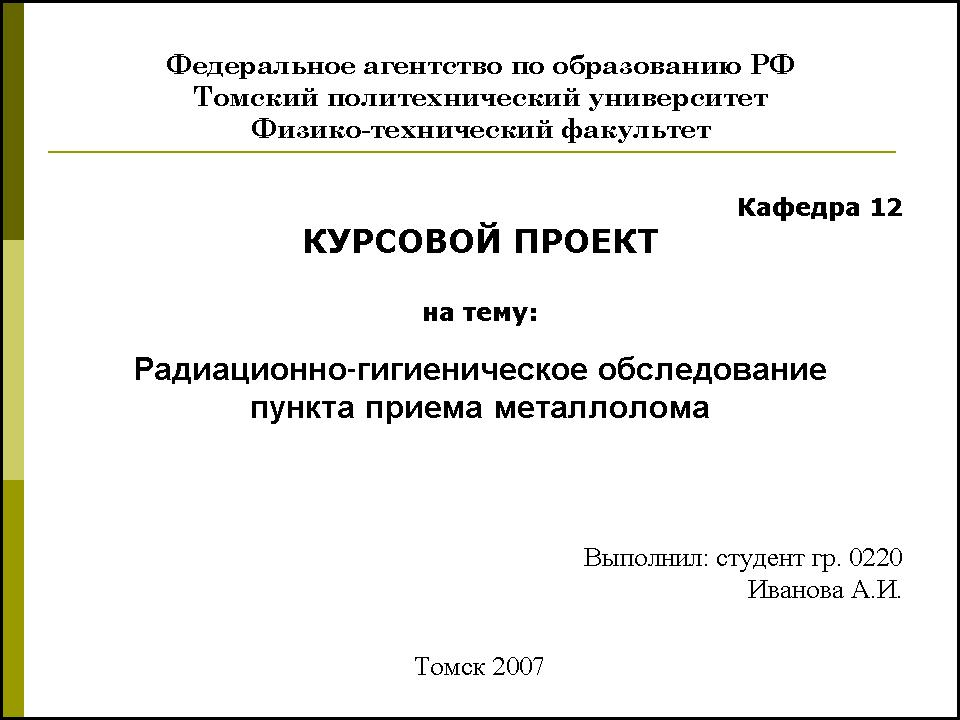 Федеральное агентство по образованию РФ
Томский политехнический университет
Физико-технический факультет
Кафедра 12
КУРСОВОЙ ПРОЕКТ
на тему:
Радиационно-гигиеническое обследование
пункта приема металлолома
Выполнил: студент гр. 0220
Иванова А.И.
Томск 2007